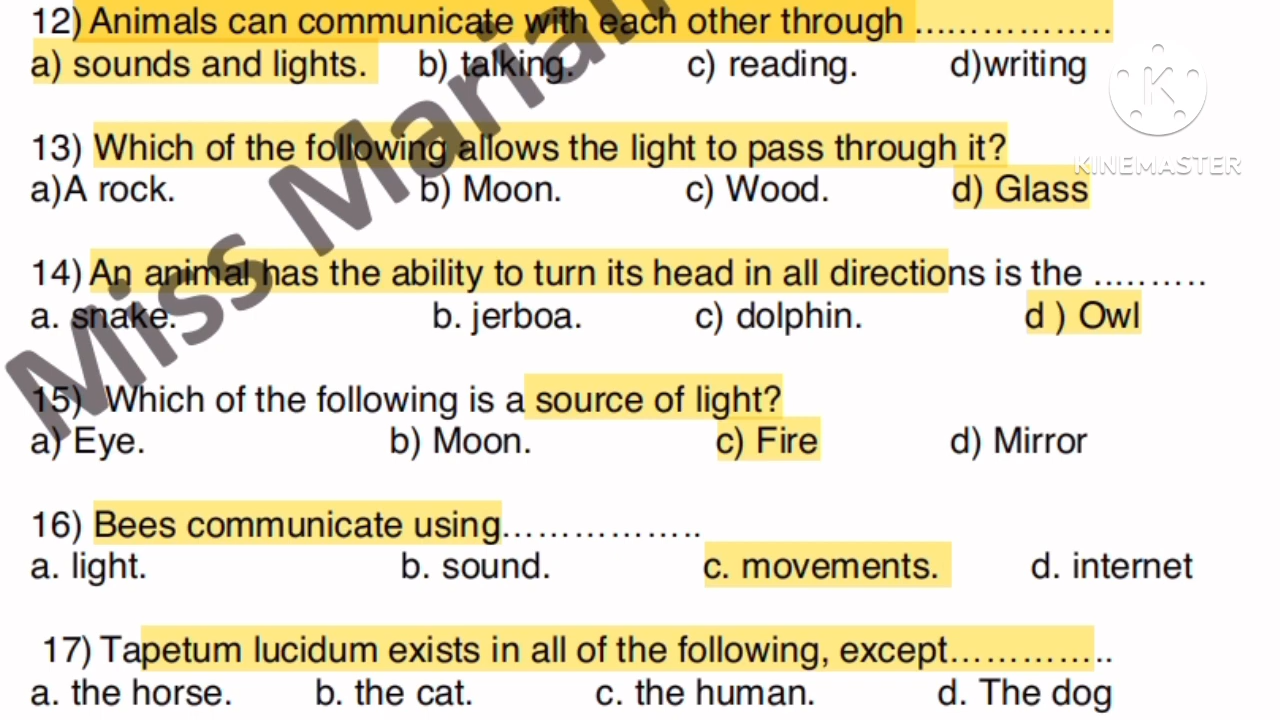 12) Animals can communicate with each other through ................
a) sounds and lights. b) talking. c) reading. d)writing
KINEMASTER
13) Which of the following allows the light to pass through it?
a)A rock. b) Moon. c) Wood. d) Glass
14) An animal has the ability to turn its head in all directions is the .........
a. snake. b. jerboa. c) dolphin. d ) Owl
15) Which of the following is a source of light?
a) Eye. b) Moon. c) Fire d) Mirror
16) Bees communicate using.................
a. light. b. sound. c. movements. d. internet
17) Tapetum lucidum exists in all of the following, except..............
a. the horse. b. the cat. c. the human. d. The dog
Miss Mariam